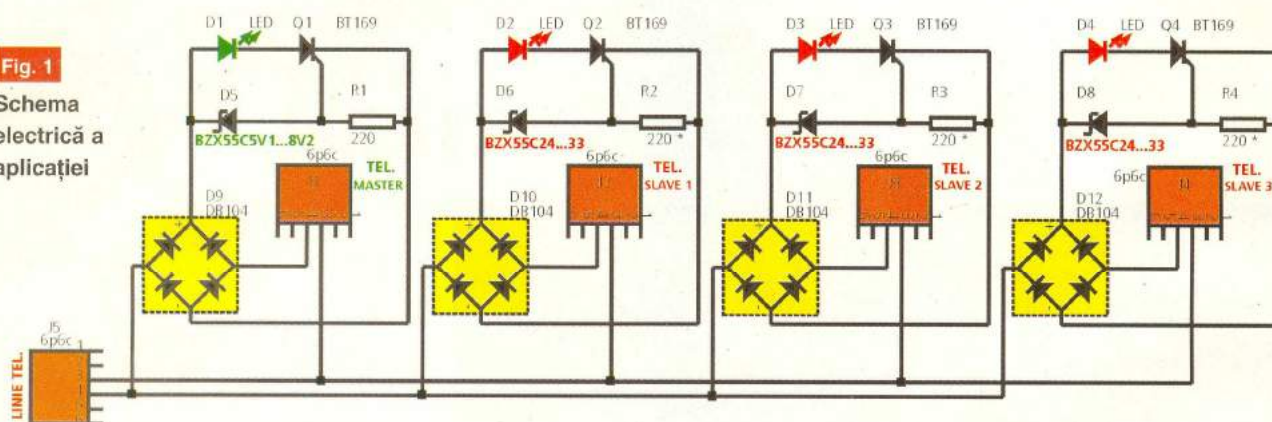 Fig. 1
Schema
electrică a
aplicației
D1 LED Q1 BT169
D5 R1
BZX55C5V1...8V2 220
6p6c
TEL.
MASTER
D9
DB104
D2 LED Q2 BT169
D6 R2
BZX55C24...33 220 *
6p6c
TEL.
SLAVE 1
D10
DB104
D3 LED Q3 BT169
D7 R3
BZX55C24...33 220 *
6p6c
TEL.
SLAVE 2
D11
DB104
D4 LED Q4 BT169
D8 R4
BZX55C24...33 220 *
6p6c
TEL.
SLAVE 3
D12
DB104
J5
6p6c 1
LINIE TEL.